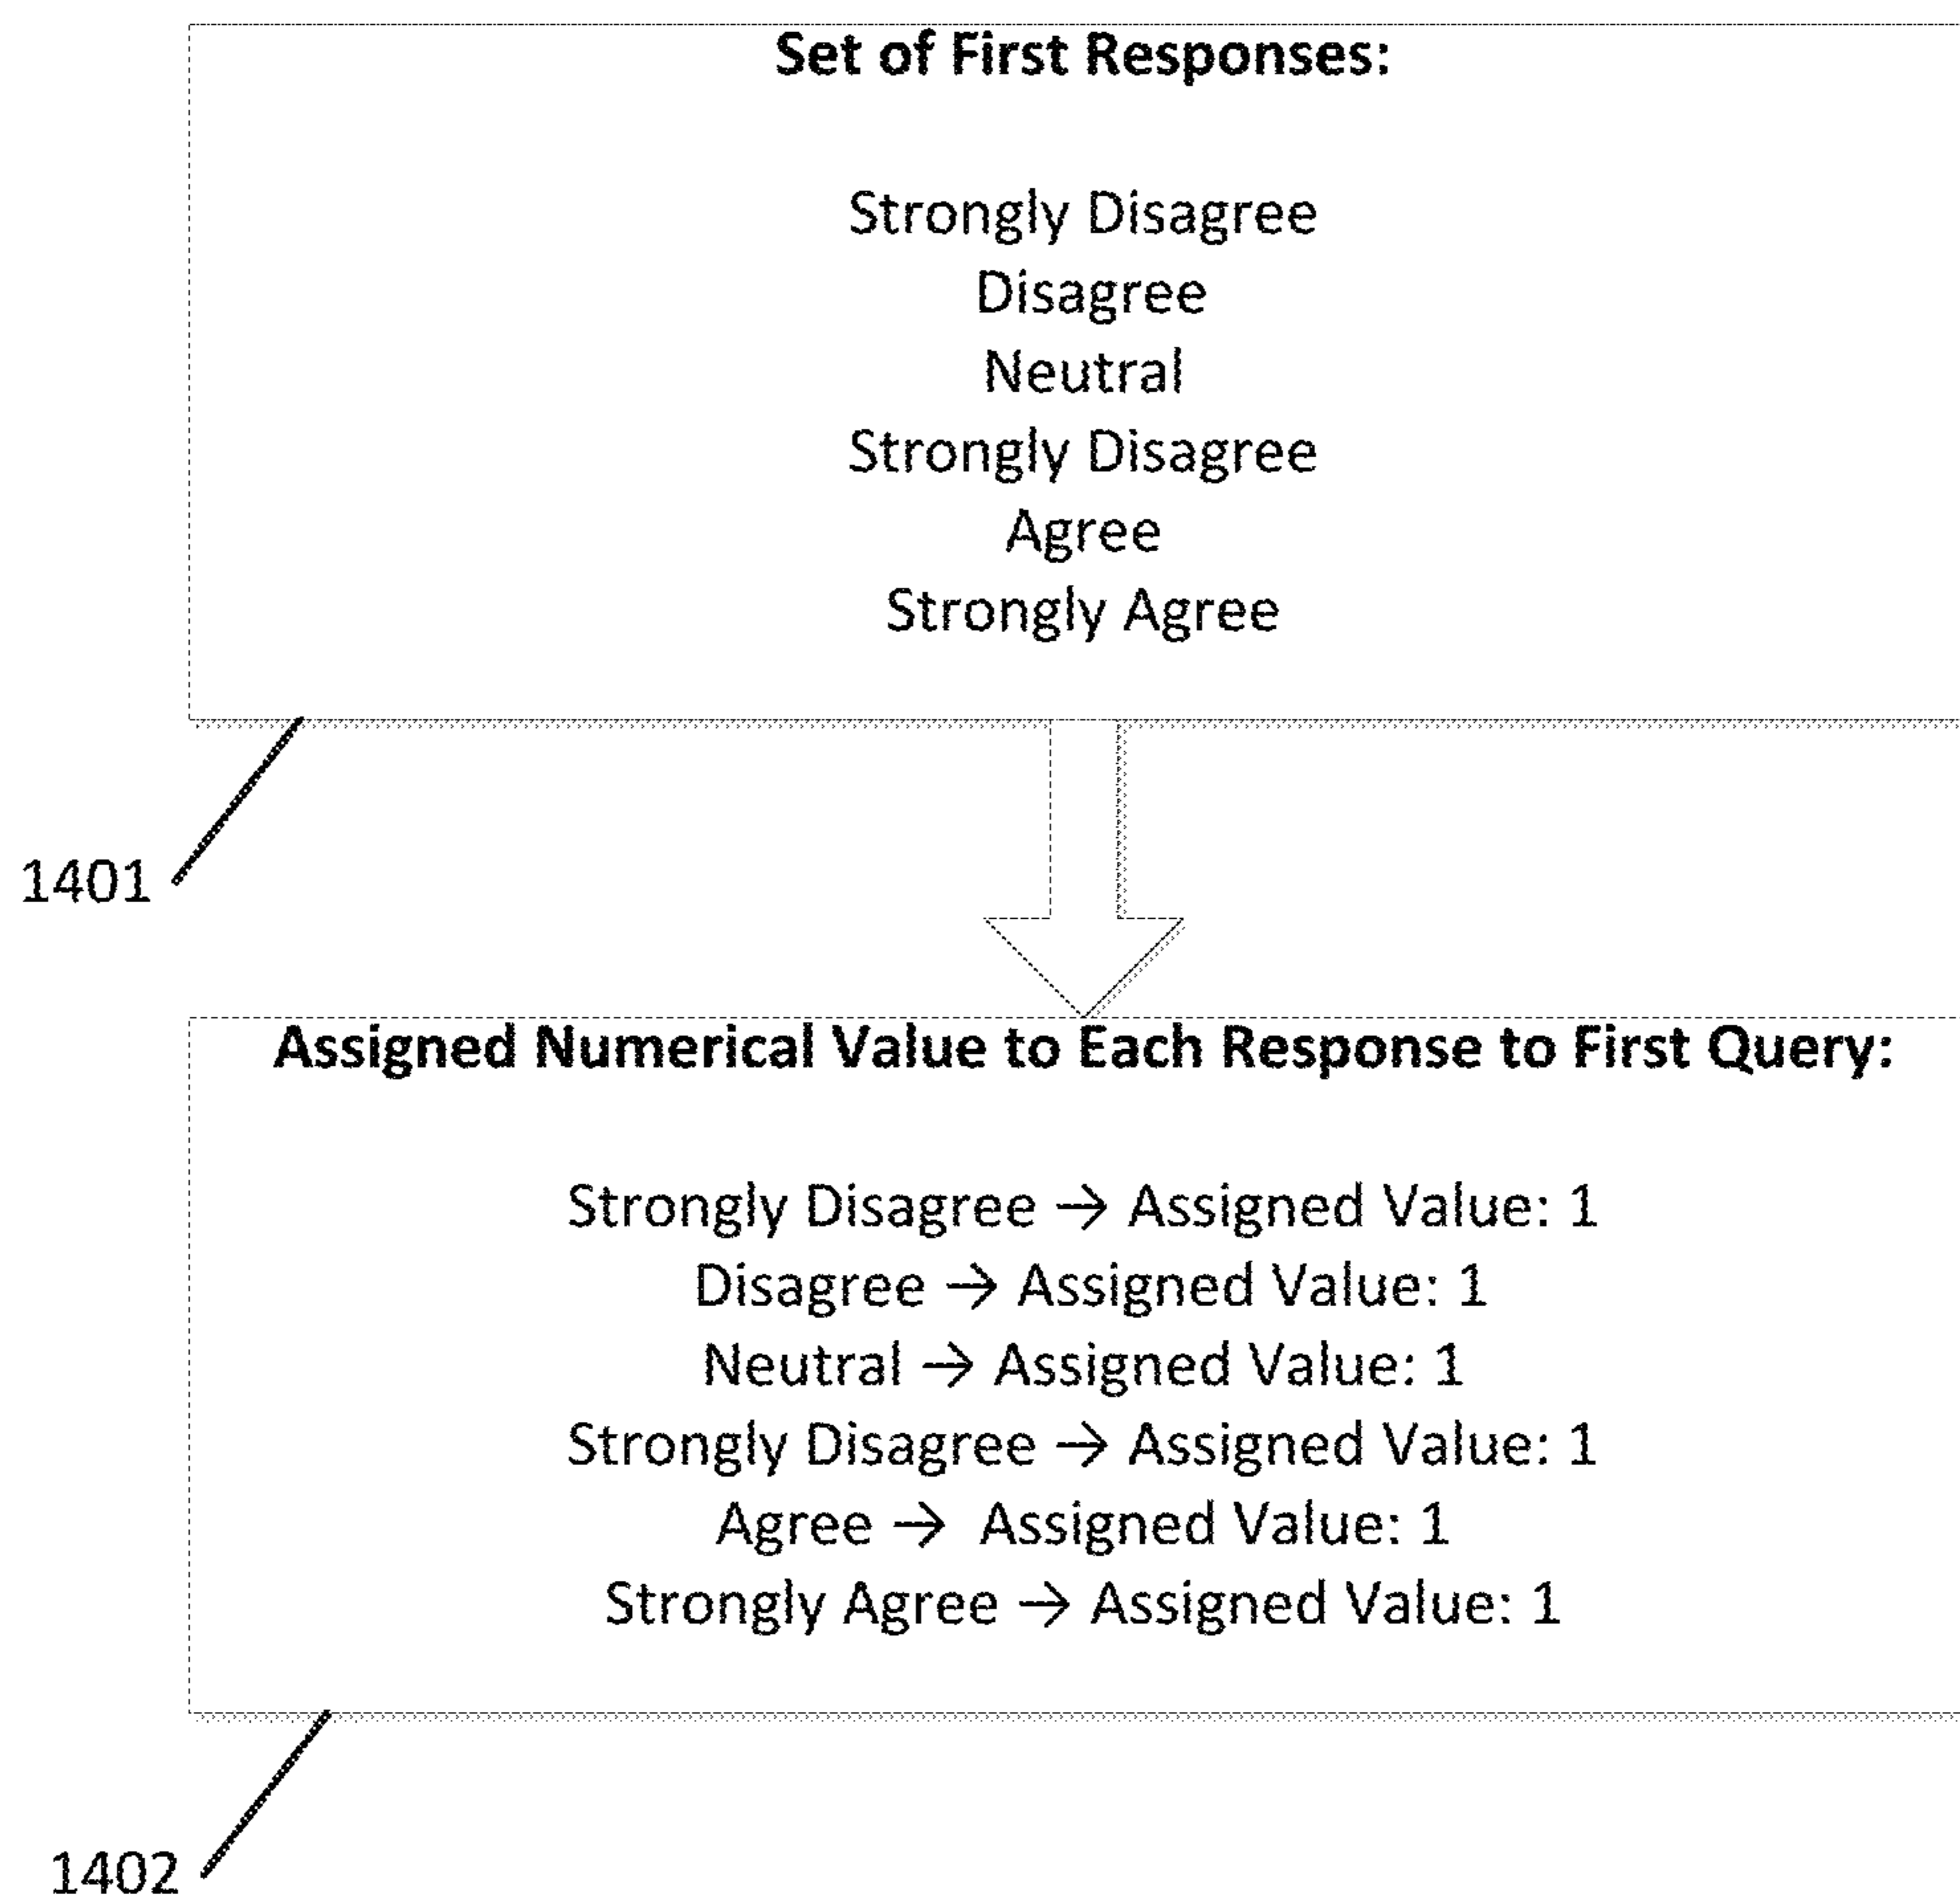 Set of First Responses:
Strongly Disagree
Disagree
Neutral
Strongly Disagree
Agree
Strongly Agree
1401
Assigned Numerical Value to Each Response to First Query:
Strongly Disagree → Assigned Value: 1
Disagree → Assigned Value: 1
Neutral → Assigned Value: 1
Strongly Disagree → Assigned Value: 1
Agree → Assigned Value: 1
Strongly Agree → Assigned Value: 1
1402